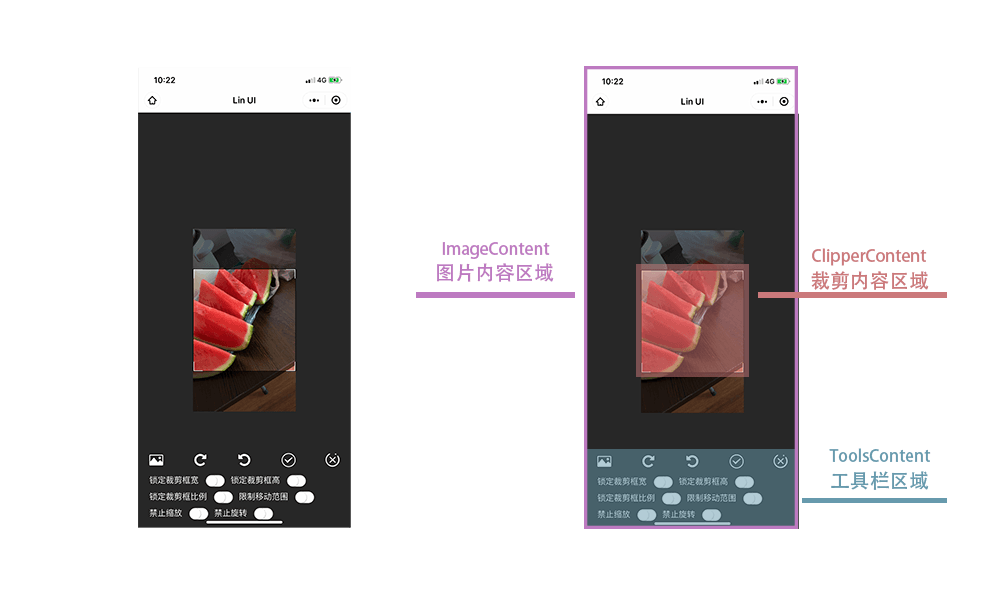 10:22
4G
Lin UI
锁定裁剪框宽 锁定裁剪框高
锁定裁剪框比例 限制移动范围
禁止缩放 禁止旋转
ImageContent
图片内容区域
10:22
4G
Lin UI
锁定裁剪框宽 锁定裁剪框高
锁定裁剪框比例 限制移动范围
禁止缩放 禁止旋转
ClipperContent
裁剪内容区域
ToolsContent
工具栏区域